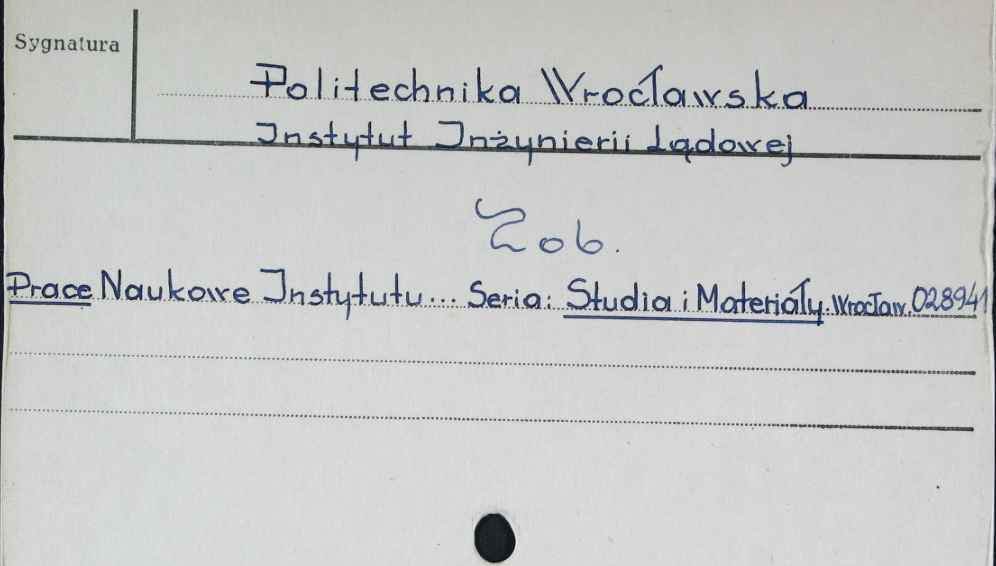 Sygnatura
Politechnika Wrocławska
Instytut Inżynierii Lądowej
Zob.
Prace Naukowe Instytutu... Seria: Studia i Materiały. Wrocław. 028941